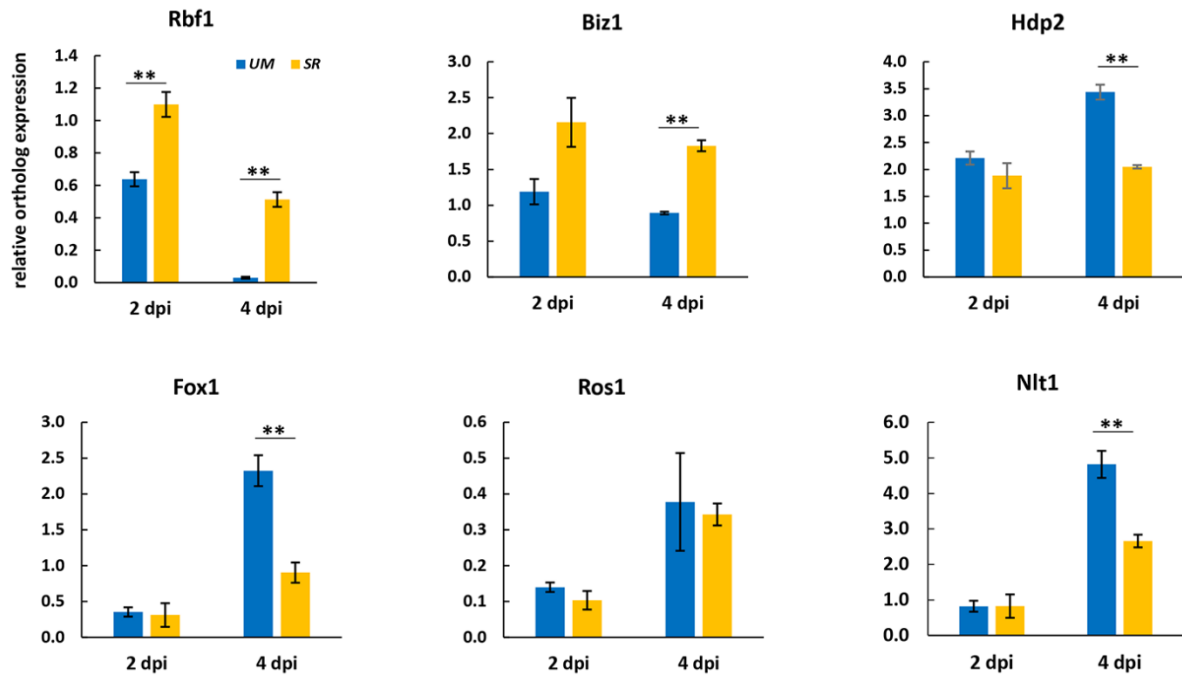 Rbf1
relative ortholog expression
UM
SR
1.4
1.2
1.0
0.8
0.6
0.4
0.2
0.0
**
**
2 dpi
4 dpi
Biz1
3.0
2.5
2.0
1.5
1.0
0.5
0.0
**
2 dpi
4 dpi
Hdp2
4.0
3.5
3.0
2.5
2.0
1.5
1.0
0.5
0.0
**
2 dpi
4 dpi
Fox1
3.0
2.5
2.0
1.5
1.0
0.5
0.0
**
2 dpi
4 dpi
Ros1
0.6
0.5
0.4
0.3
0.2
0.1
0.0
2 dpi
4 dpi
Nlt1
6.0
5.0
4.0
3.0
2.0
1.0
0.0
**
2 dpi
4 dpi